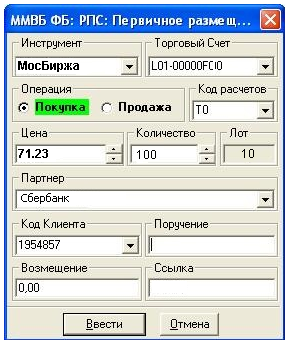 ММВБ ФБ: РПС: Первичное размещ...
Инструмент Торговый Счет
МосБиржа L01-00000FCI0
Операция Код расчетов
Покупка Продажа T0
Цена Количество Лот
71.23 100 10
Партнер
Сбербанк
Код Клиента Поручение
1954857
Возмещение Ссылка
0,00
Ввести Отмена